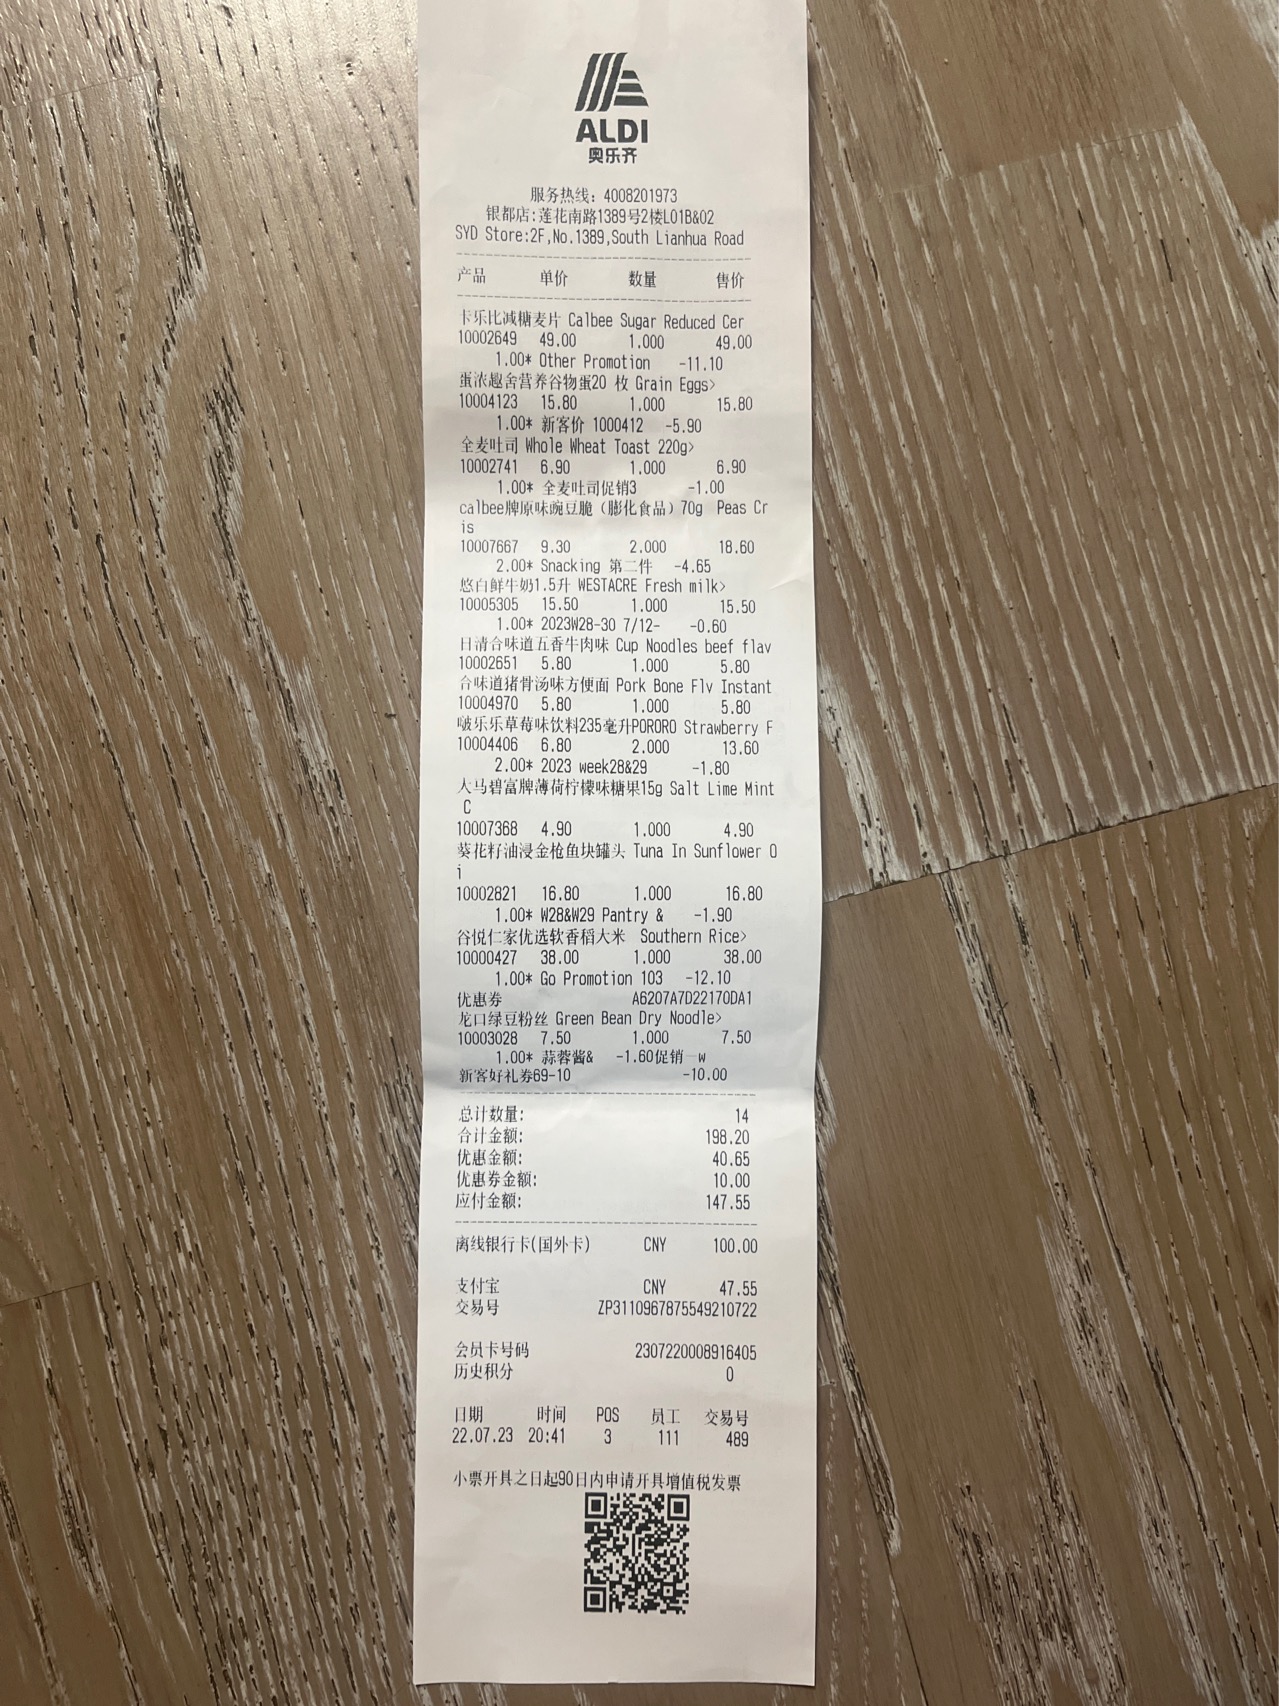 ALDI
奥乐齐
服务热线: 4008201973
银都店:莲花南路1389号2楼L01B&02
SYD Store:2F,No.1389,South Lianhua Road
产品 单价 数量 售价
卡乐比减糖麦片 Calbee Sugar Reduced Cer
10002649 49.00 1.000 49.00
1.00* Other Promotion -11.10
蛋浓趣舍营养谷物蛋20 枚 Grain Eggs>
10004123 15.80 1.000 15.80
1.00* 新客价 1000412 -5.90
全麦吐司 Whole Wheat Toast 220g>
10002741 6.90 1.000 6.90
1.00* 全麦吐司促销3 -1.00
calbee牌原味豌豆脆（膨化食品）70g Peas Cr
is
10007667 9.30 2.000 18.60
2.00* Snacking 第二件 -4.65
悠白鲜牛奶1.5升 WESTACRE Fresh milk>
10005305 15.50 1.000 15.50
1.00* 2023W28-30 7/12- -0.60
日清合味道五香牛肉味 Cup Noodles beef flav
10002651 5.80 1.000 5.80
合味道猪骨汤味方便面 Pork Bone Flv Instant
10004970 5.80 1.000 5.80
啵乐乐草莓味饮料235毫升PORORO Strawberry F
10004406 6.80 2.000 13.60
2.00* 2023 week28&29 -1.80
大马碧富牌薄荷柠檬味糖果15g Salt Lime Mint
C
10007368 4.90 1.000 4.90
葵花籽油浸金枪鱼块罐头 Tuna In Sunflower O
i
10002821 16.80 1.000 16.80
1.00* W28&W29 Pantry & -1.90
谷悦仁家优选软香稻大米 Southern Rice>
10000427 38.00 1.000 38.00
1.00* Go Promotion 103 -12.10
优惠券 A6207A7D22170DA1
龙口绿豆粉丝 Green Bean Dry Noodle>
10003028 7.50 1.000 7.50
1.00* 蒜蓉酱& -1.60促销—w
新客好礼券69-10 -10.00
总计数量: 14
合计金额: 198.20
优惠金额: 40.65
优惠券金额: 10.00
应付金额: 147.55
离线银行卡(国外卡) CNY 100.00
支付宝 CNY 47.55
交易号 ZP3110967875549210722
会员卡号码 2307220008916405
历史积分 0
日期 时间 POS 员工 交易号
22.07.23 20:41 3 111 489
小票开具之日起90日内申请开具增值税发票